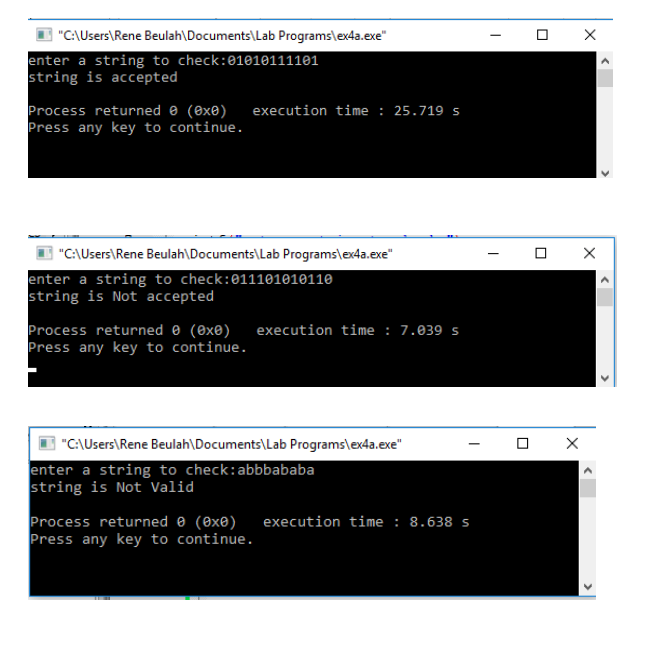 "C:\Users\Rene Beulah\Documents\Lab Programs\ex4a.exe"
enter a string to check:01010111101
string is accepted
Process returned 0 (0x0)   execution time : 25.719 s
Press any key to continue.
"C:\Users\Rene Beulah\Documents\Lab Programs\ex4a.exe"
enter a string to check:011101010110
string is Not accepted
Process returned 0 (0x0)   execution time : 7.039 s
Press any key to continue.
"C:\Users\Rene Beulah\Documents\Lab Programs\ex4a.exe"
enter a string to check:abbbababa
string is Not Valid
Process returned 0 (0x0)   execution time : 8.638 s
Press any key to continue.